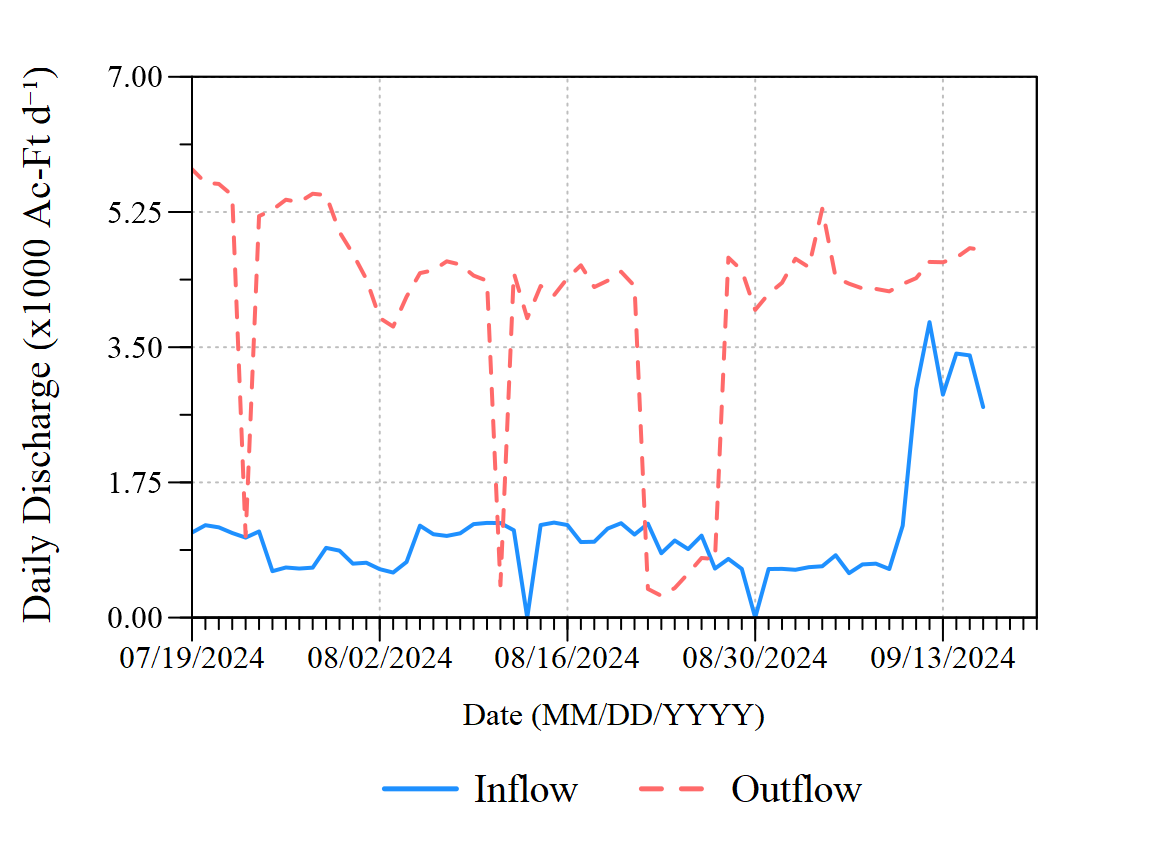 Daily Discharge (x1000 Ac-Ft d⁻¹)
7.00
5.25
3.50
1.75
0.00
07/19/2024 08/02/2024 08/16/2024 08/30/2024 09/13/2024
Date (MM/DD/YYYY)
Inflow Outflow